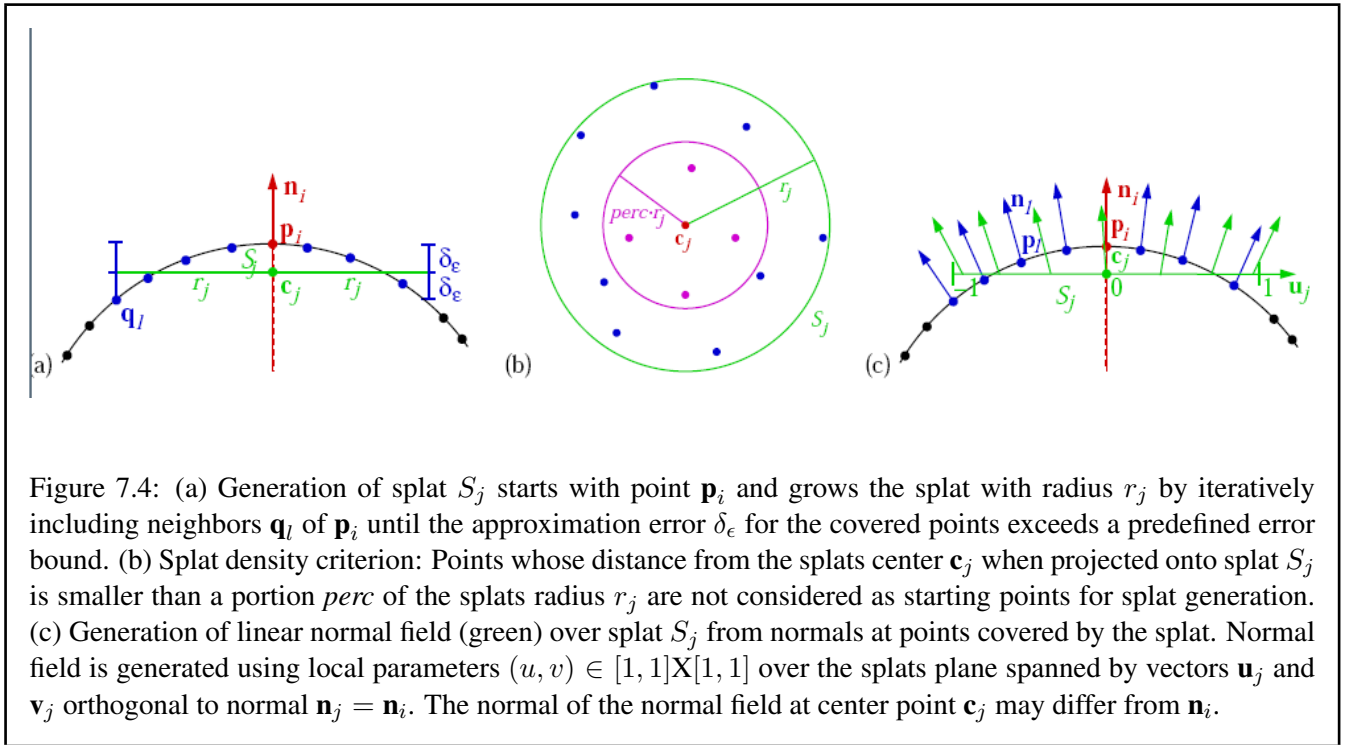 n_i
p_i
S_j
r_j
c_j
r_j
δ_ε
δ_ε
q_l
(a)
r_j
perc·r_j
c_j
S_j
(b)
n_l
n_i
p_l
p_i
c_j
-1
S_j
0
1
u_j
(c)
Figure 7.4: (a) Generation of splat S_j starts with point p_i and grows the splat with radius r_j by iteratively
including neighbors q_l of p_i until the approximation error δ_ϵ for the covered points exceeds a predefined error
bound. (b) Splat density criterion: Points whose distance from the splats center c_j when projected onto splat S_j
is smaller than a portion perc of the splats radius r_j are not considered as starting points for splat generation.
(c) Generation of linear normal field (green) over splat S_j from normals at points covered by the splat. Normal
field is generated using local parameters (u, v) ∈ [1, 1]X[1, 1] over the splats plane spanned by vectors u_j and
v_j orthogonal to normal n_j = n_i. The normal of the normal field at center point c_j may differ from n_i.